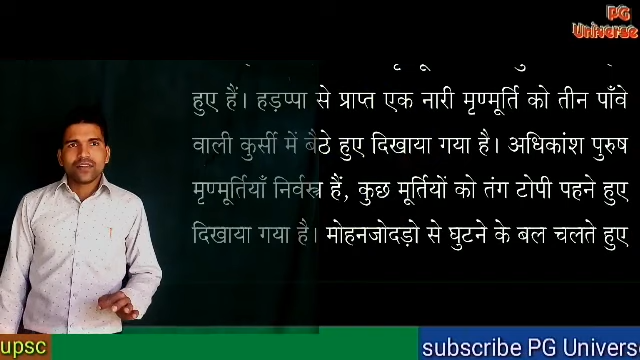 PG
Universe
हुए हैं। हड़प्पा से प्राप्त एक नारी मृण्मूर्ति को तीन पाँवे
वाली कुर्सी में बैठे हुए दिखाया गया है। अधिकांश पुरुष
मृण्मूर्तियाँ निर्वस्त्र हैं, कुछ मूर्तियों को तंग टोपी पहने हुए
दिखाया गया है। मोहनजोदड़ो से घुटने के बल चलते हुए
upsc
subscribe PG Univers